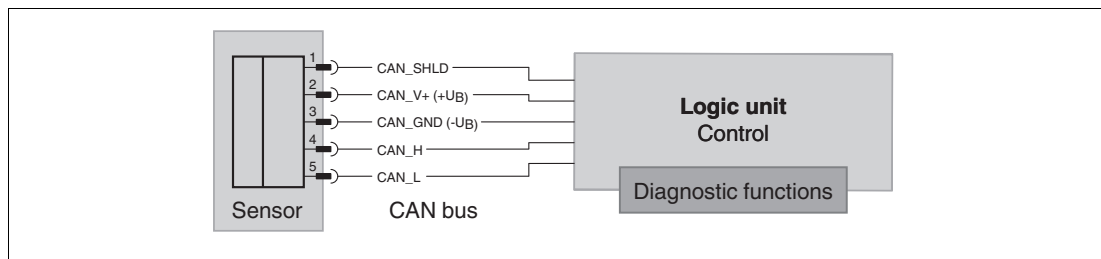 1 CAN_SHLD
2 CAN_V+ (+UB)
3 CAN_GND (-UB)
4 CAN_H
5 CAN_L
Sensor
CAN bus
Logic unit
Control
Diagnostic functions